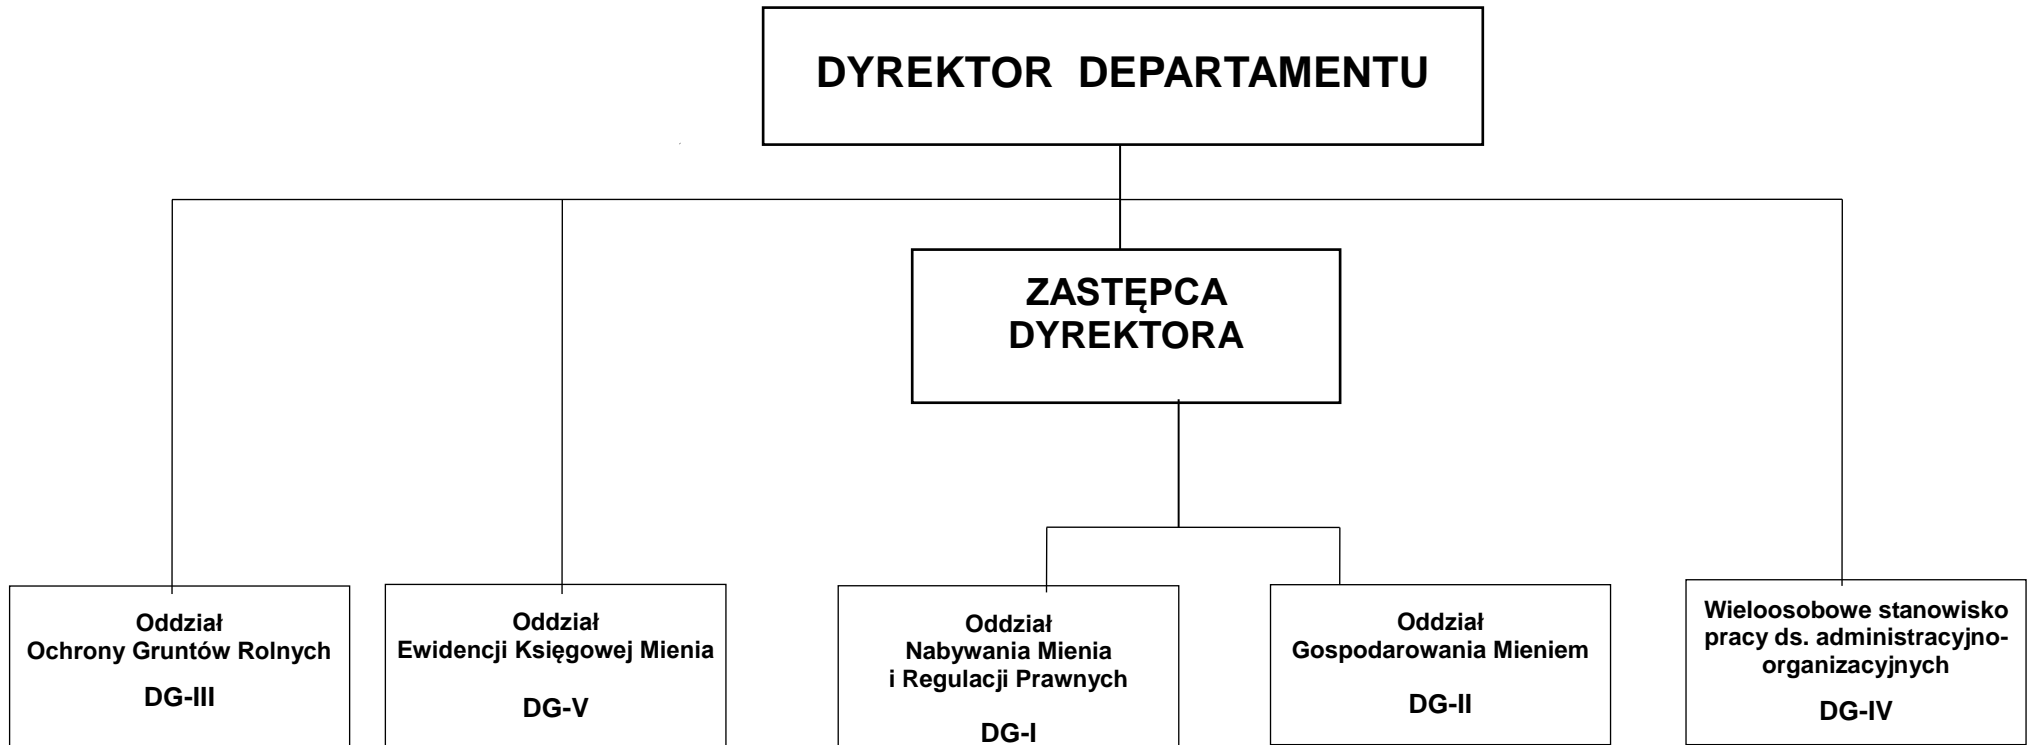 DYREKTOR DEPARTAMENTU
ZASTĘPCA
DYREKTORA
Oddział
Ochrony Gruntów Rolnych
DG-III
Oddział
Ewidencji Księgowej Mienia
DG-V
Oddział
Nabywania Mienia
i Regulacji Prawnych
DG-I
Oddział
Gospodarowania Mieniem
DG-II
Wieloosobowe stanowisko
pracy ds. administracyjno-
organizacyjnych
DG-IV